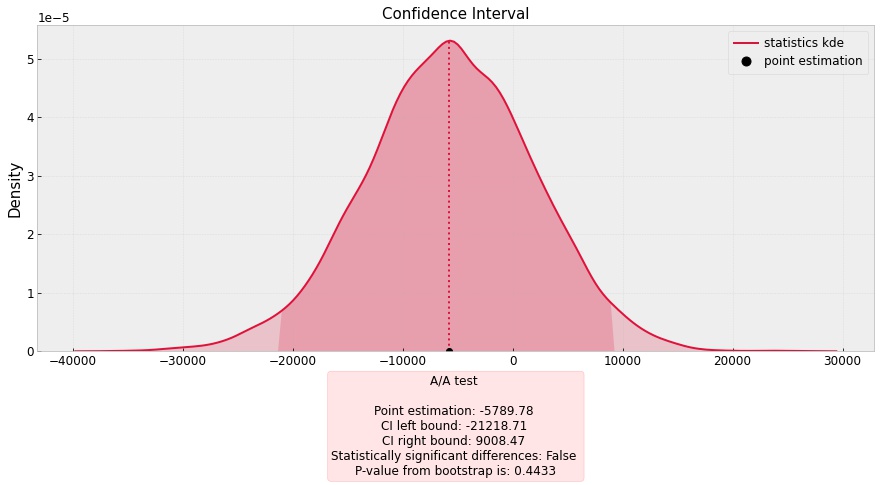 Confidence Interval
1e−5
statistics kde
point estimation
Density
5
4
3
2
1
0
−40000 −30000 −20000 −10000 0 10000 20000 30000
A/A test
Point estimation: -5789.78
CI left bound: -21218.71
CI right bound: 9008.47
Statistically significant differences: False
P-value from bootstrap is: 0.4433